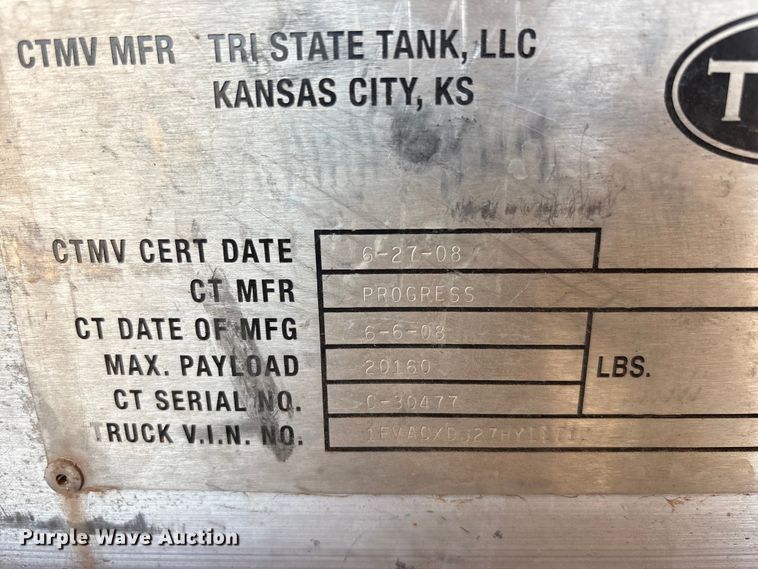 CTMV MFR TRI STATE TANK, LLC
KANSAS CITY, KS
T
CTMV CERT DATE 6-27-08
CT MFR PROGRESS
CT DATE OF MFG 6-6-08
MAX. PAYLOAD 20160 LBS.
CT SERIAL NO. C-30477
TRUCK V.I.N. NO.
Purple Wave Auction